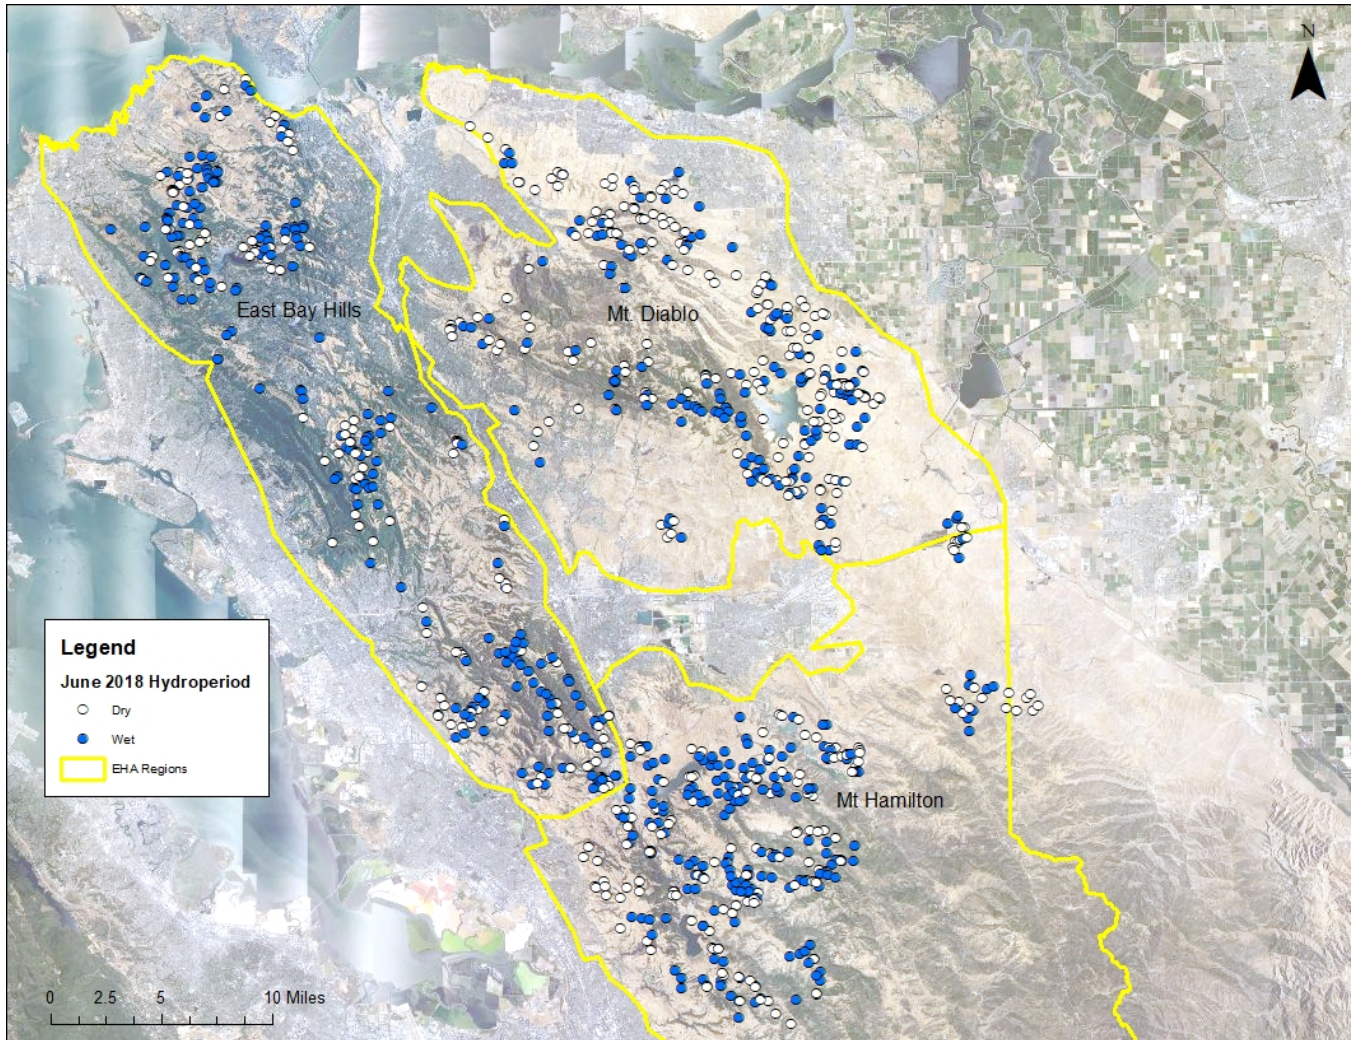 N
East Bay Hills
Mt. Diablo
Legend
June 2018 Hydroperiod
Dry
Wet
EHA Regions
Mt Hamilton
0 2.5 5 10 Miles